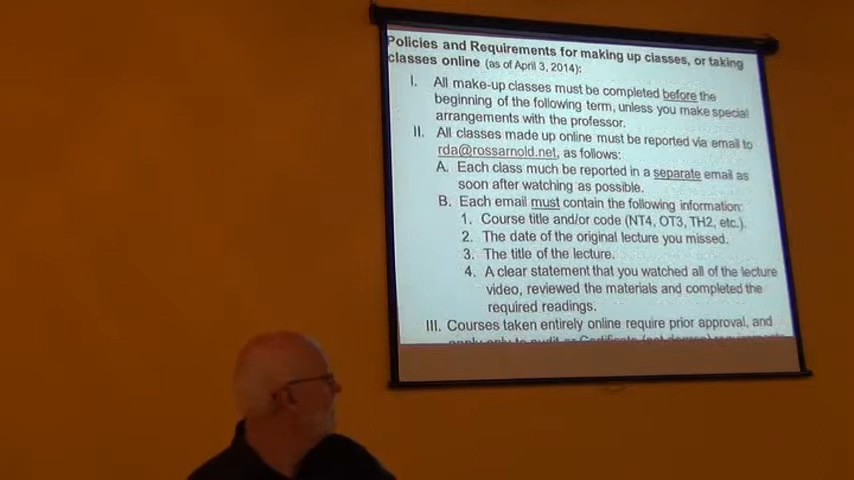 Policies and Requirements for making up classes, or taking
classes online (as of April 3, 2014):
I. All make-up classes must be completed before the
beginning of the following term, unless you make special
arrangements with the professor.
II. All classes made up online must be reported via email to
rda@rossarnold.net, as follows:
A. Each class much be reported in a separate email as
soon after watching as possible.
B. Each email must contain the following information:
1. Course title and/or code (NT4, OT3, TH2, etc.).
2. The date of the original lecture you missed.
3. The title of the lecture.
4. A clear statement that you watched all of the lecture
video, reviewed the materials and completed the
required readings.
III. Courses taken entirely online require prior approval, and
apply only to audit or Certificate